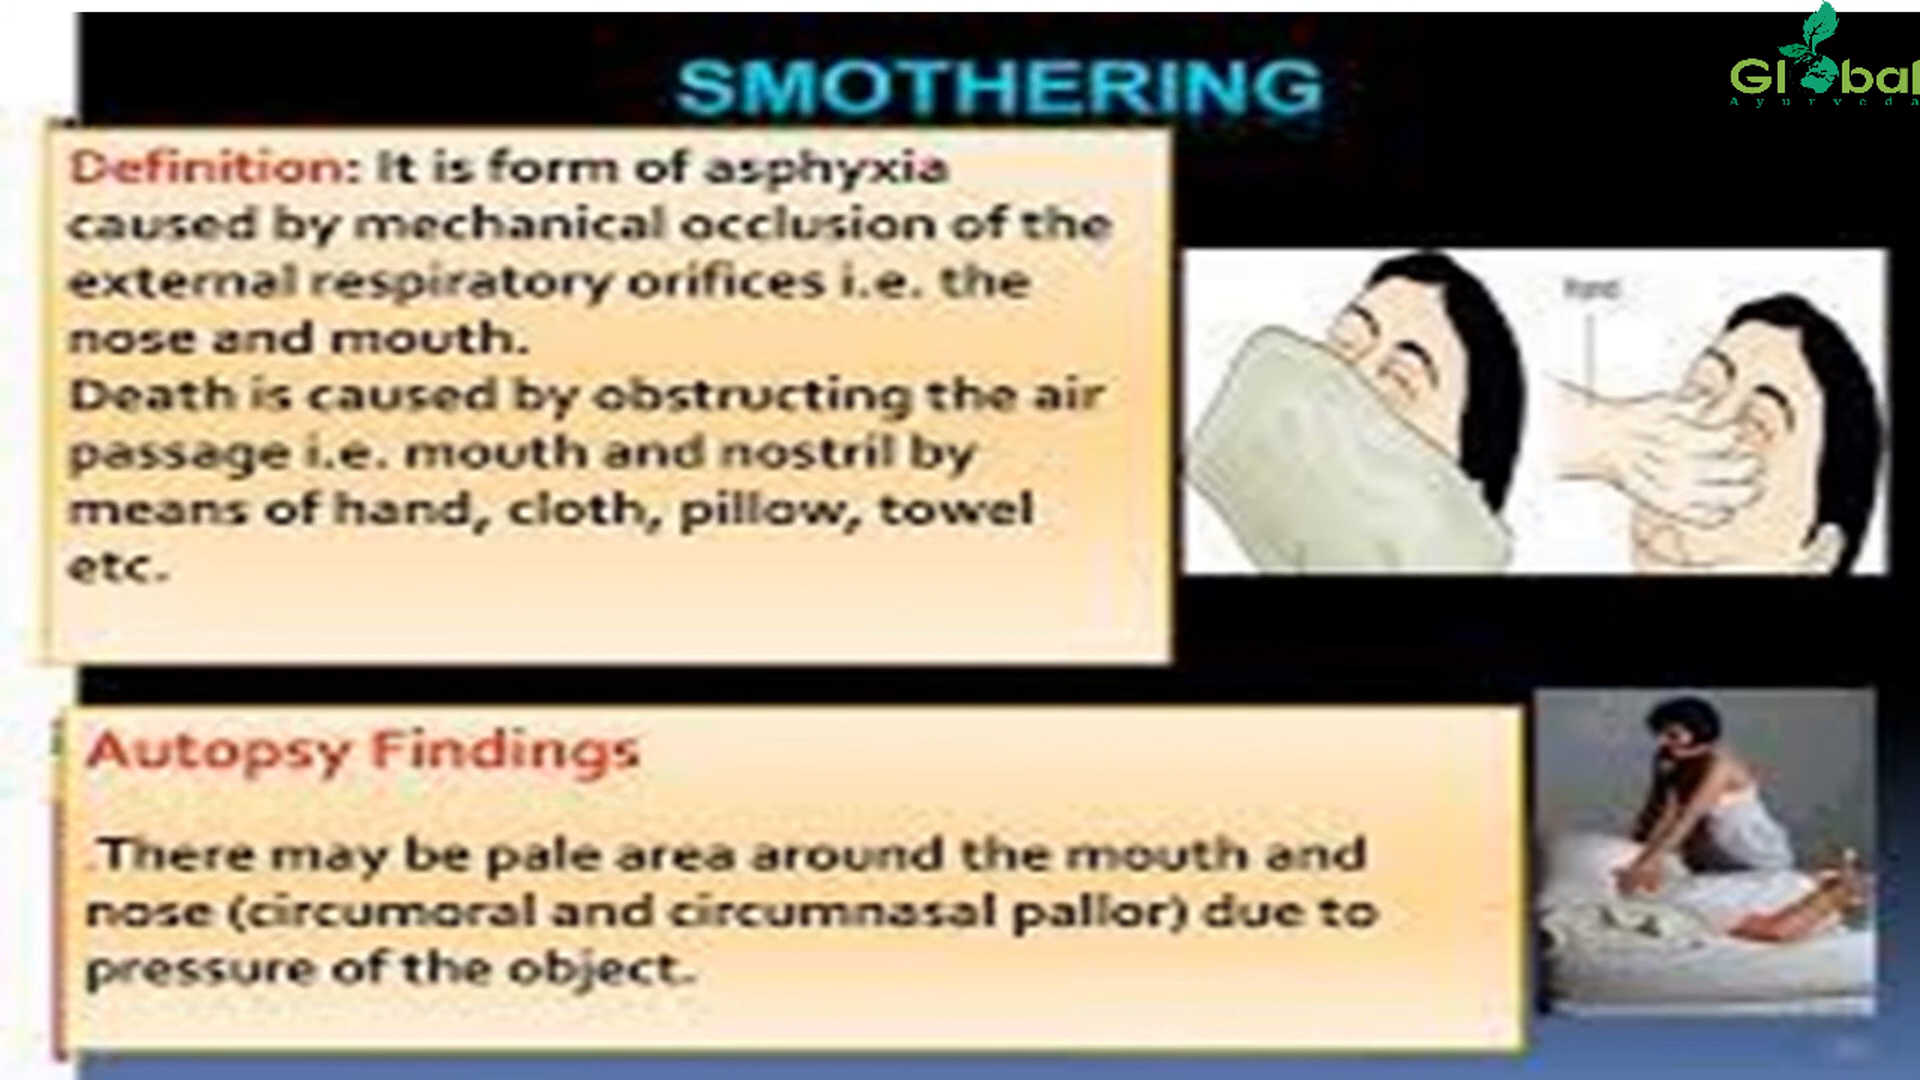 SMOTHERING
Global
Ayurveda
Definition: It is form of asphyxia
caused by mechanical occlusion of the
external respiratory orifices i.e. the
nose and mouth.
Death is caused by obstructing the air
passage i.e. mouth and nostril by
means of hand, cloth, pillow, towel
etc.
Hand
Autopsy Findings
.There may be pale area around the mouth and
nose (circumoral and circumnasal pallor) due to
pressure of the object.